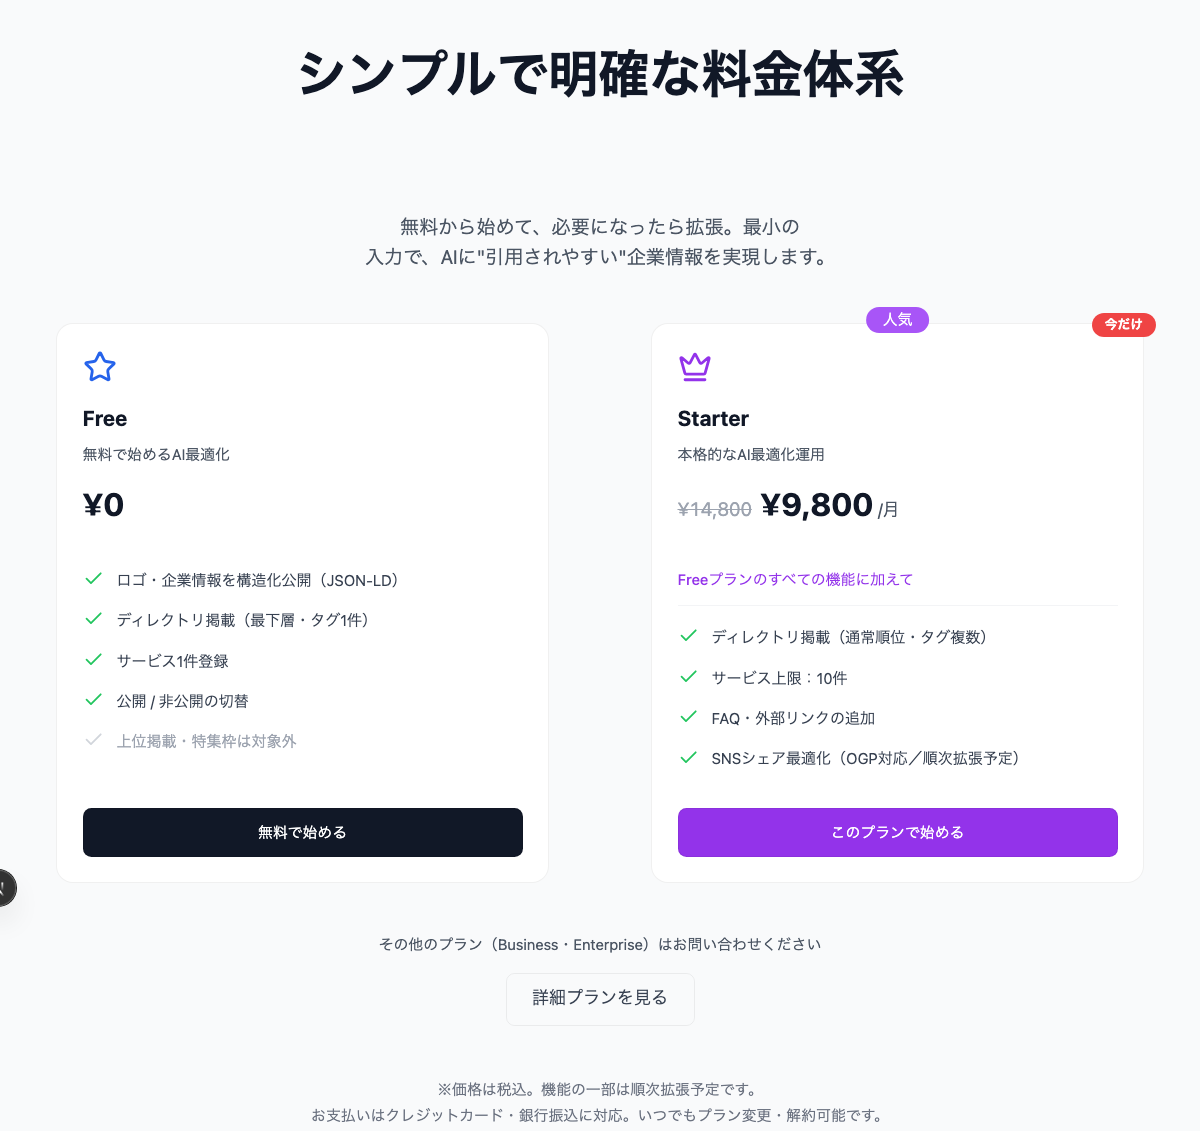 シンプルで明確な料金体系
無料から始めて、必要になったら拡張。最小の
入力で、AIに"引用されやすい"企業情報を実現します。
Free
無料で始めるAI最適化
¥0
ロゴ・企業情報を構造化公開（JSON-LD）
ディレクトリ掲載（最下層・タグ1件）
サービス1件登録
公開 / 非公開の切替
上位掲載・特集枠は対象外
無料で始める
人気
今だけ
Starter
本格的なAI最適化運用
¥14,800 ¥9,800 /月
Freeプランのすべての機能に加えて
ディレクトリ掲載（通常順位・タグ複数）
サービス上限：10件
FAQ・外部リンクの追加
SNSシェア最適化（OGP対応／順次拡張予定）
このプランで始める
その他のプラン（Business・Enterprise）はお問い合わせください
詳細プランを見る
※価格は税込。機能の一部は順次拡張予定です。
お支払いはクレジットカード・銀行振込に対応。いつでもプラン変更・解約可能です。